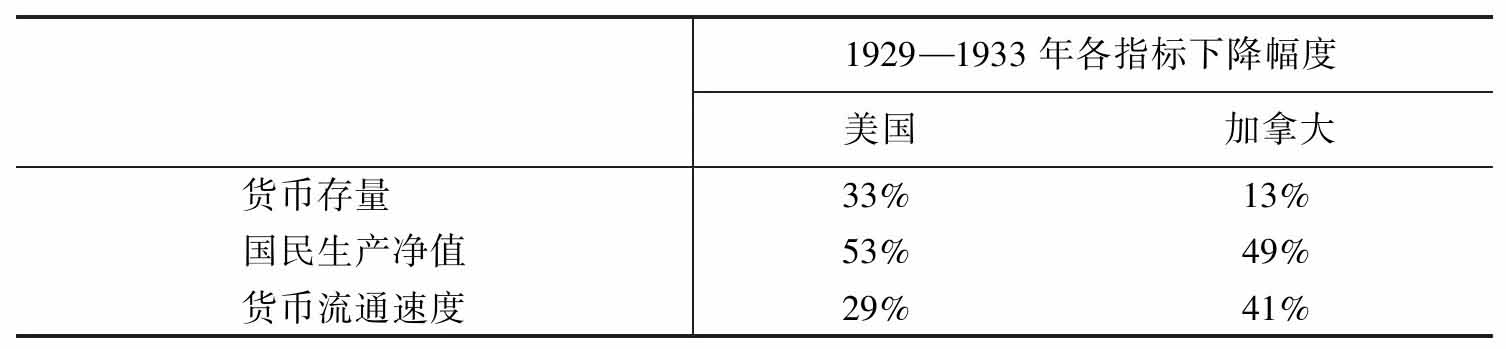 1929—1933 年各指标下降幅度
美国 加拿大
货币存量 33% 13%
国民生产净值 53% 49%
货币流通速度 29% 41%